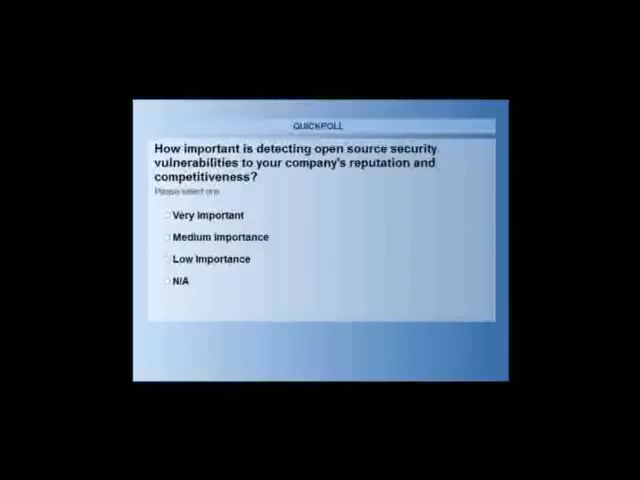 QUICKPOLL
How important is detecting open source security
vulnerabilities to your company's reputation and
competitiveness?
Please select one
Very Important
Medium Importance
Low Importance
N/A